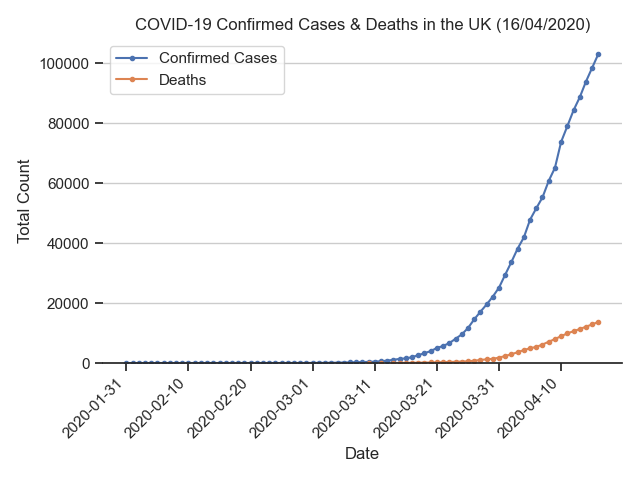 COVID-19 Confirmed Cases & Deaths in the UK (16/04/2020)
Confirmed Cases
Deaths
100000
80000
60000
40000
20000
0
Total Count
2020-01-31
2020-02-10
2020-02-20
2020-03-01
2020-03-11
2020-03-21
2020-03-31
2020-04-10
Date